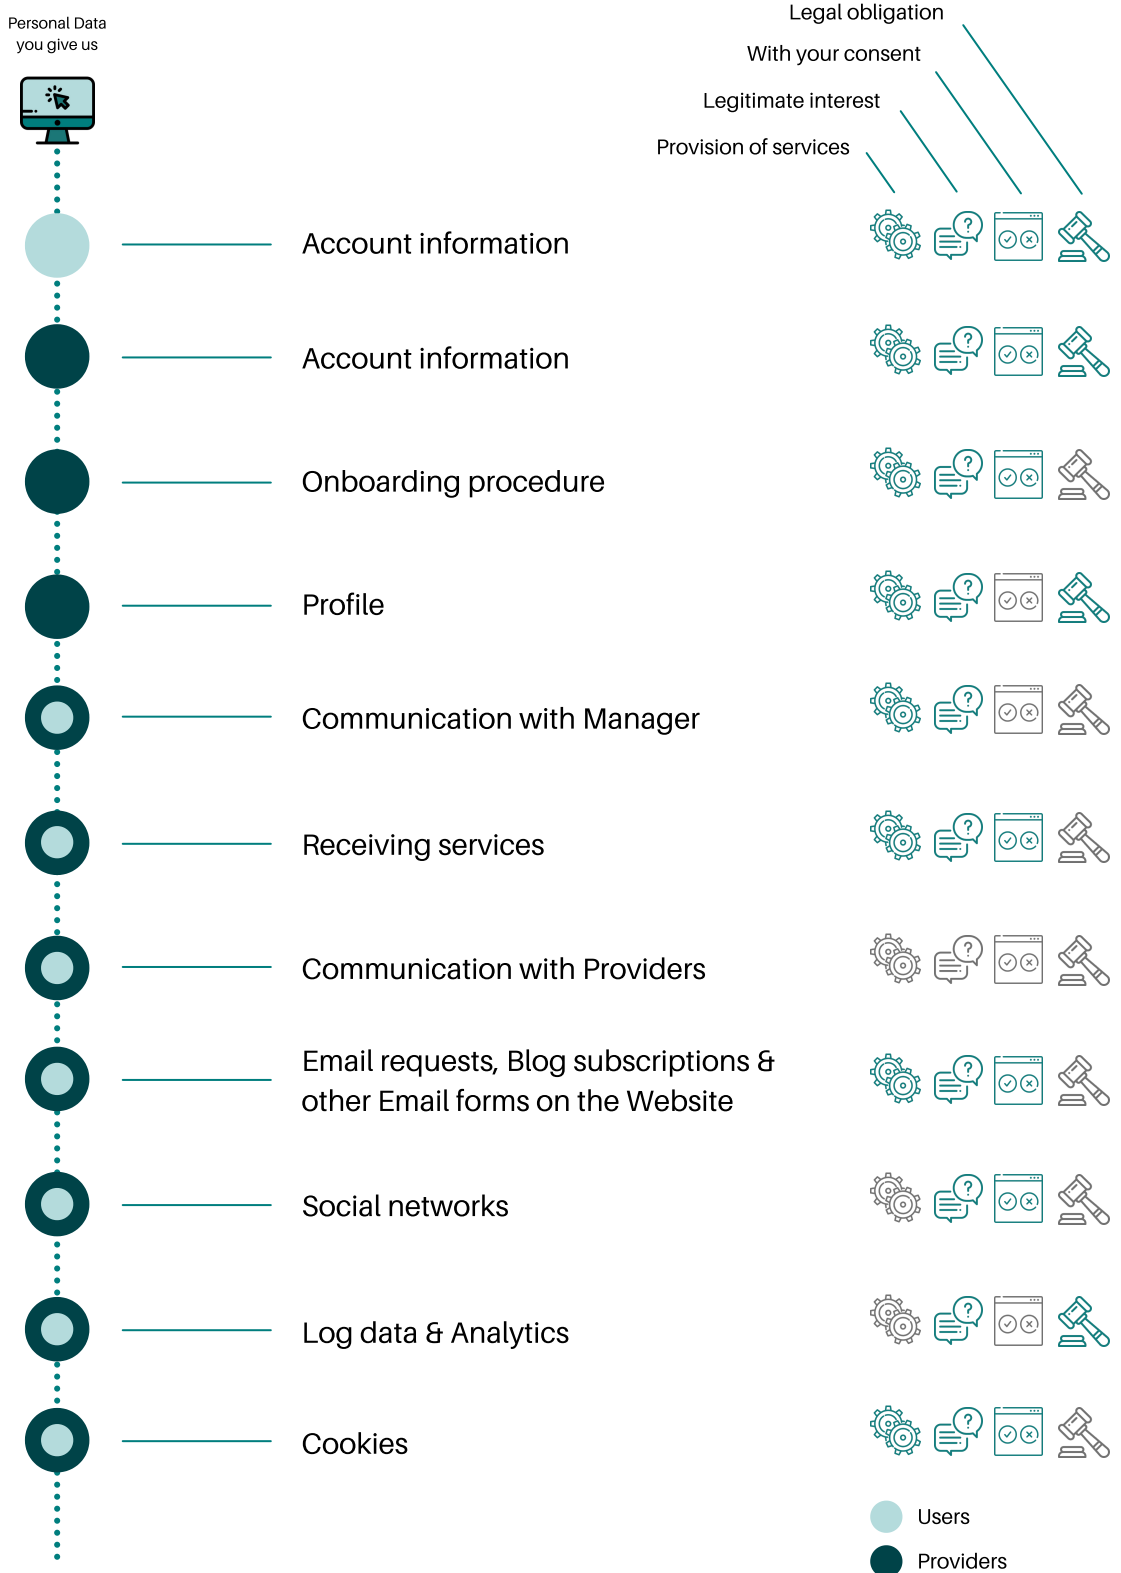 Personal Data
you give us
Legal obligation
With your consent
Legitimate interest
Provision of services
Account information
Account information
Onboarding procedure
Profile
Communication with Manager
Receiving services
Communication with Providers
Email requests, Blog subscriptions &
other Email forms on the Website
Social networks
Log data & Analytics
Cookies
Users
Providers